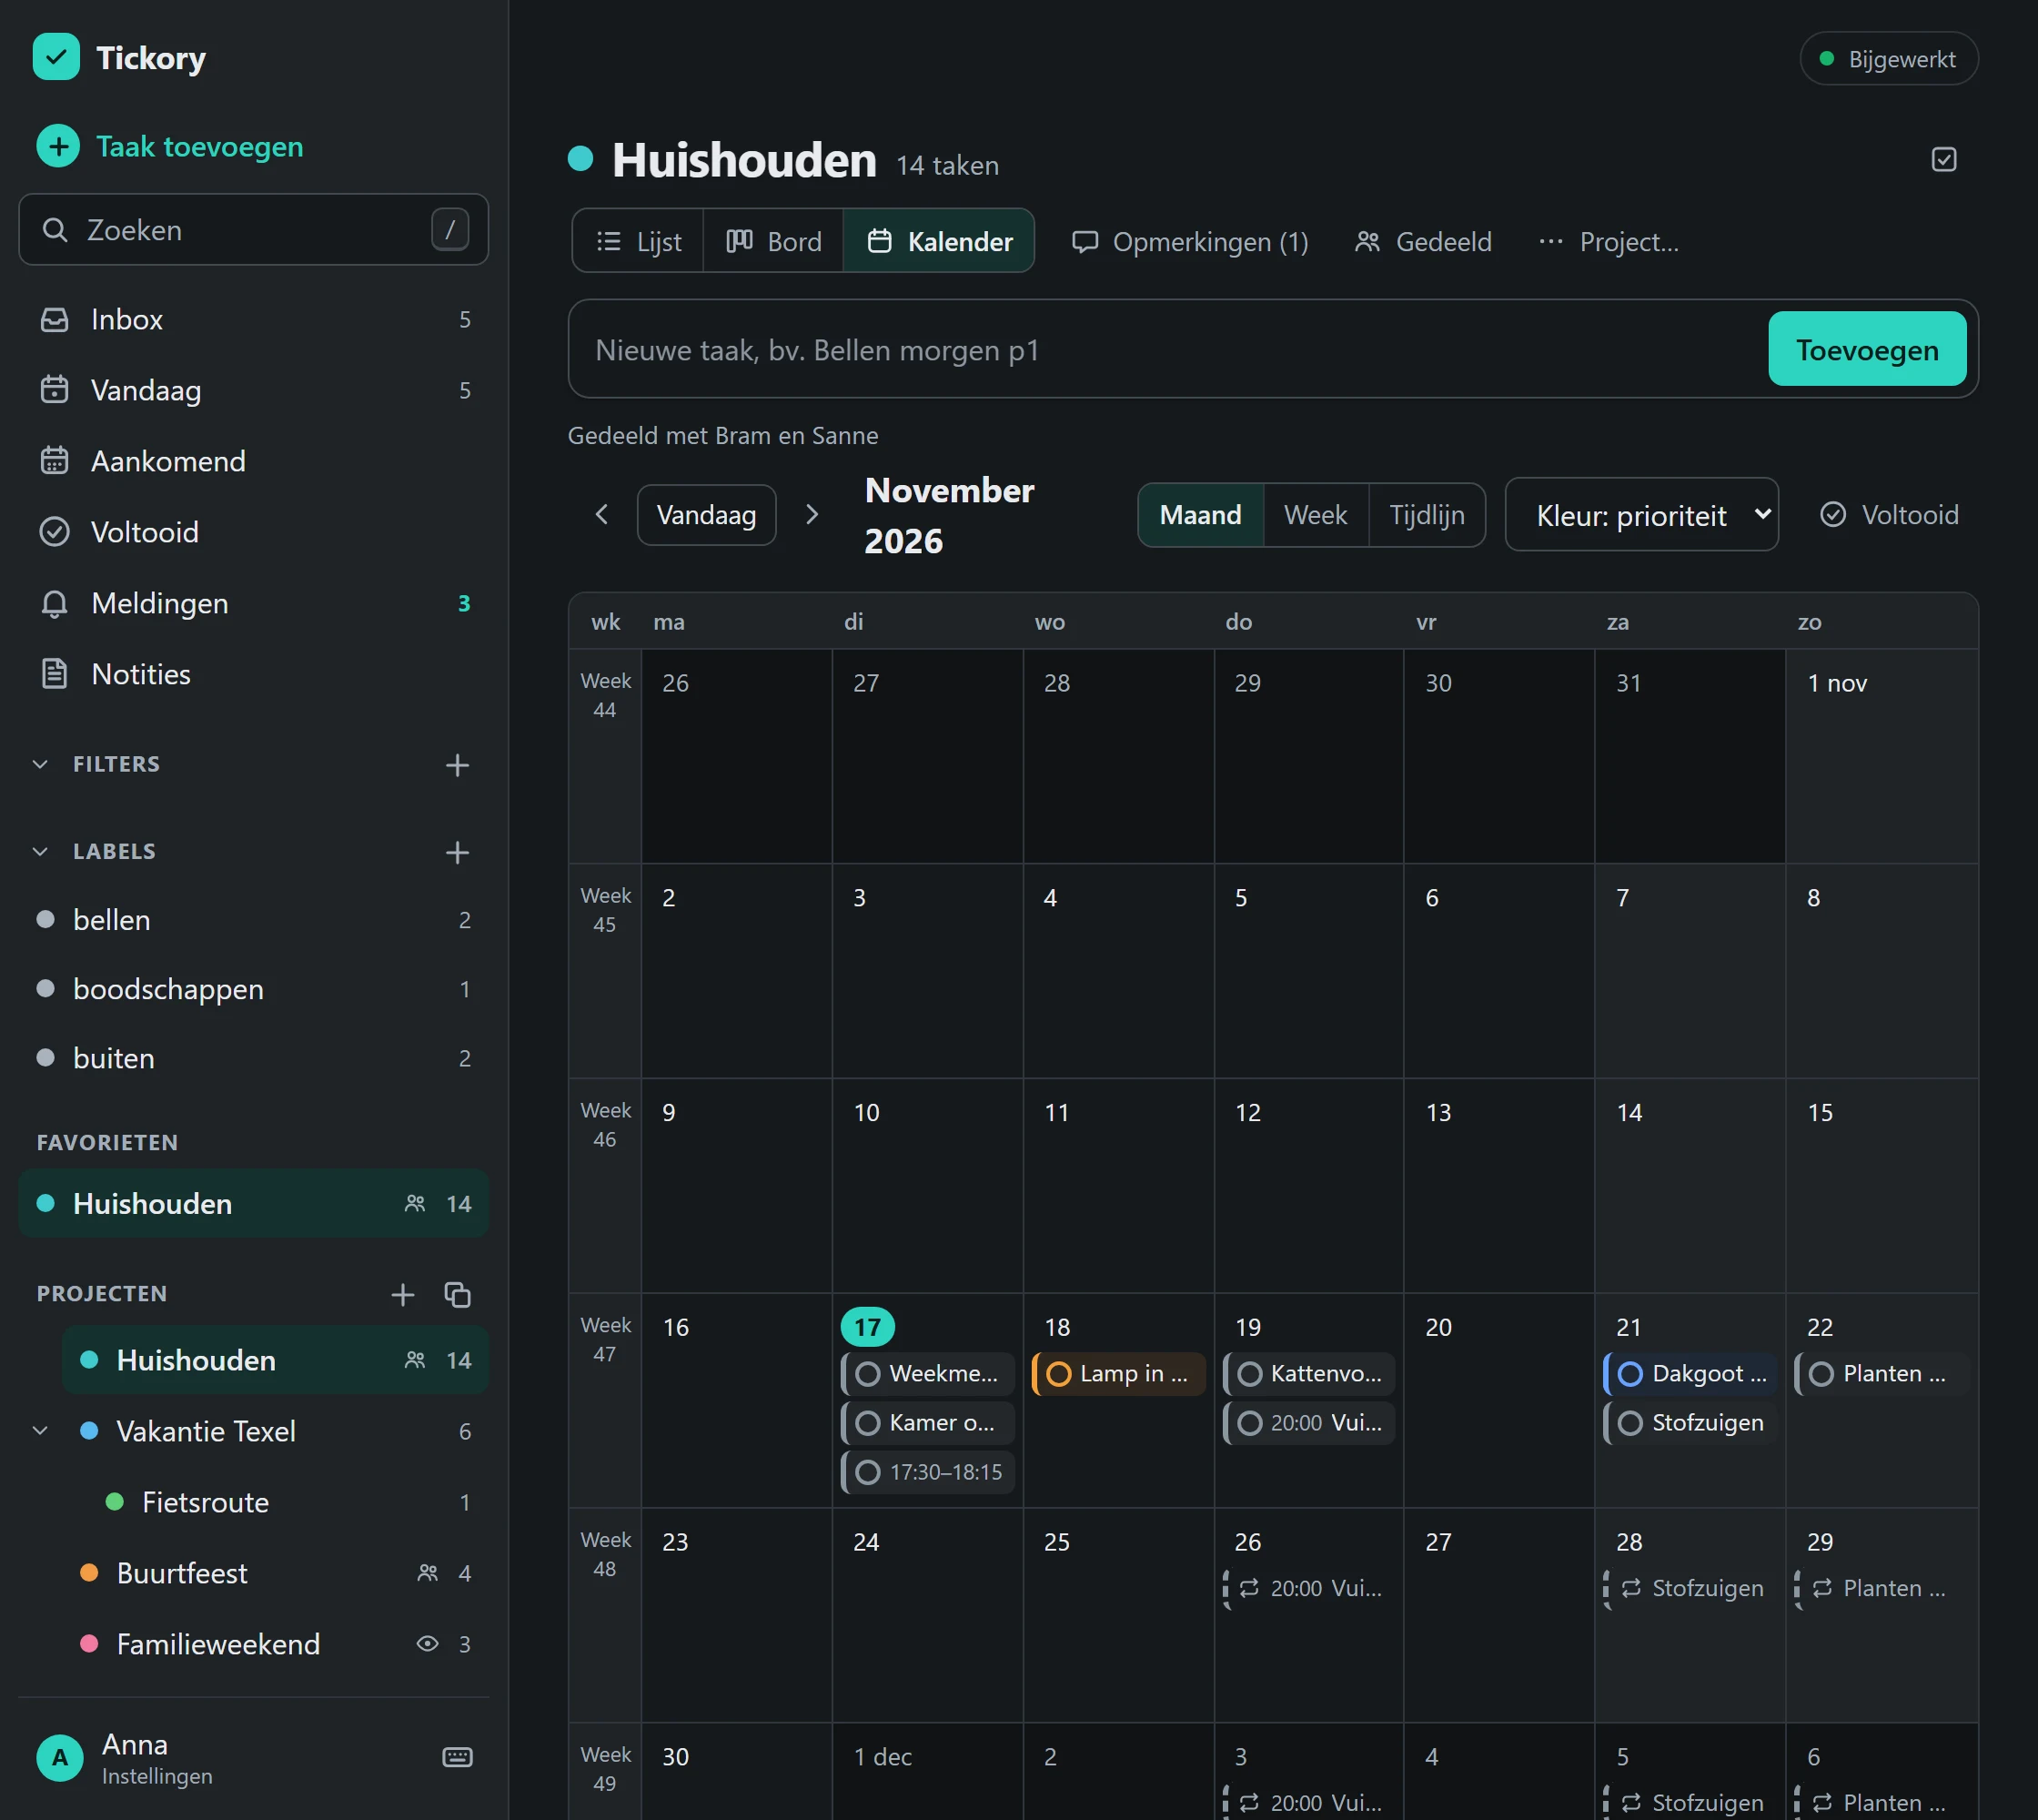 Tickory
Taak toevoegen
Zoeken /
Inbox 5
Vandaag 5
Aankomend
Voltooid
Meldingen 3
Notities
FILTERS
LABELS
bellen 2
boodschappen 1
buiten 2
FAVORIETEN
Huishouden 14
PROJECTEN
Huishouden 14
Vakantie Texel 6
Fietsroute 1
Buurtfeest 4
Familieweekend 3
A Anna
Instellingen
Bijgewerkt
Huishouden 14 taken
Lijst Bord Kalender Opmerkingen (1) Gedeeld ... Project...
Nieuwe taak, bv. Bellen morgen p1 Toevoegen
Gedeeld met Bram en Sanne
Vandaag November 2026 Maand Week Tijdlijn Kleur: prioriteit Voltooid
wk ma di wo do vr za zo
Week 44 26 27 28 29 30 31 1 nov
Week 45 2 3 4 5 6 7 8
Week 46 9 10 11 12 13 14 15
Week 47 16 17 18 19 20 21 22
Weekme... Lamp in ... Kattenvo... Dakgoot ... Planten ...
Kamer o... 20:00 Vui... Stofzuigen
17:30–18:15
Week 48 23 24 25 26 27 28 29
20:00 Vui... Stofzuigen Planten ...
Week 49 30 1 dec 2 3 4 5 6
20:00 Vui... Stofzuigen Planten ...